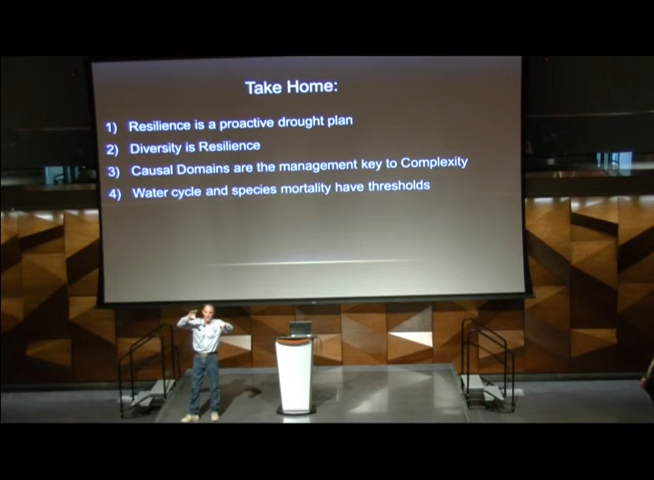 Take Home:
1) Resilience is a proactive drought plan
2) Diversity is Resilience
3) Causal Domains are the management key to Complexity
4) Water cycle and species mortality have thresholds